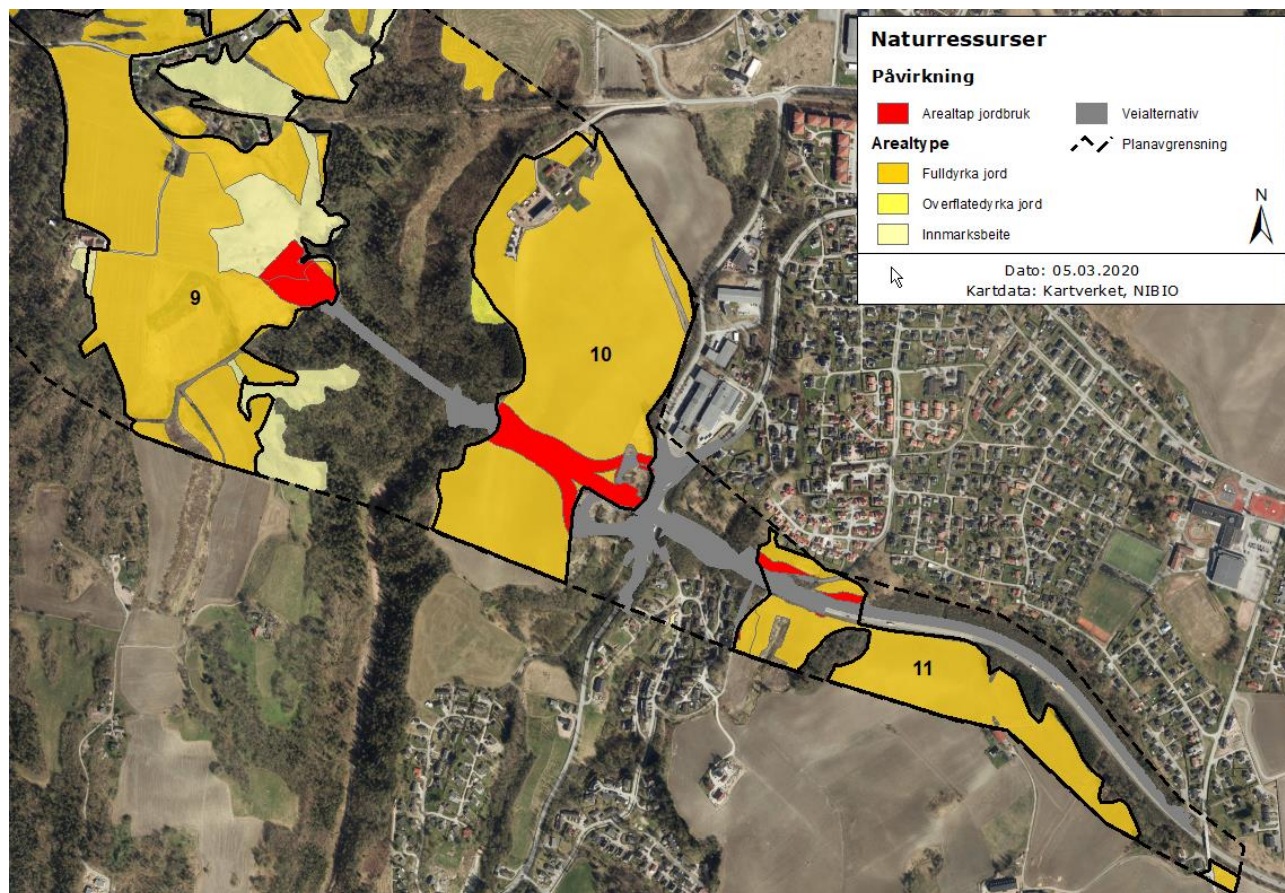 Naturressurser
Påvirkning
Arealtap jordbruk
Veialternativ
Arealtype
Planavgrensning
Fulldyrka jord
Overflatedyrka jord
Innmarksbeite
N
Dato: 05.03.2020
Kartdata: Kartverket, NIBIO
9
10
11